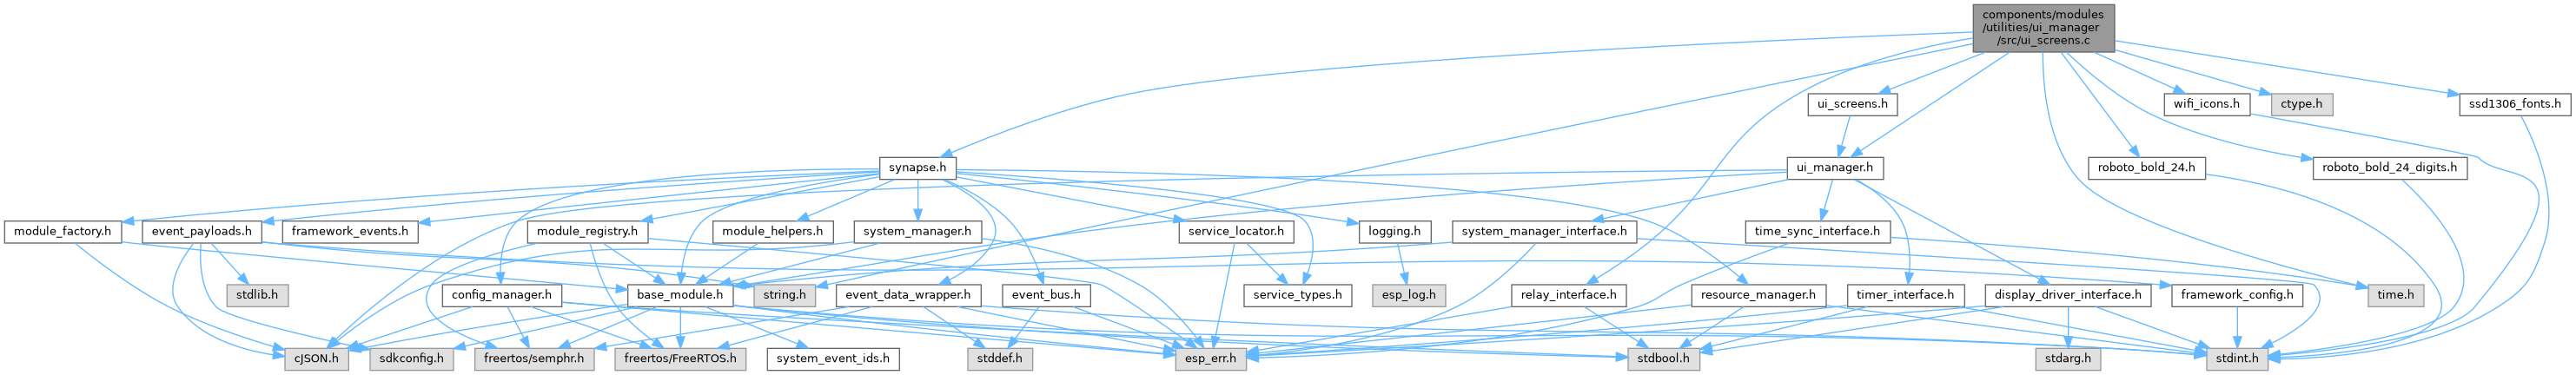 components/modules
/utilities/ui_manager
/src/ui_screens.c
ui_screens.h
wifi_icons.h
ctype.h
ssd1306_fonts.h
synapse.h
ui_manager.h
roboto_bold_24.h
roboto_bold_24_digits.h
module_factory.h
event_payloads.h
framework_events.h
module_registry.h
module_helpers.h
system_manager.h
service_locator.h
logging.h
system_manager_interface.h
time_sync_interface.h
stdlib.h
config_manager.h
base_module.h
string.h
event_data_wrapper.h
event_bus.h
service_types.h
esp_log.h
relay_interface.h
resource_manager.h
timer_interface.h
display_driver_interface.h
framework_config.h
time.h
cJSON.h
sdkconfig.h
freertos/semphr.h
freertos/FreeRTOS.h
system_event_ids.h
stddef.h
esp_err.h
stdbool.h
stdarg.h
stdint.h